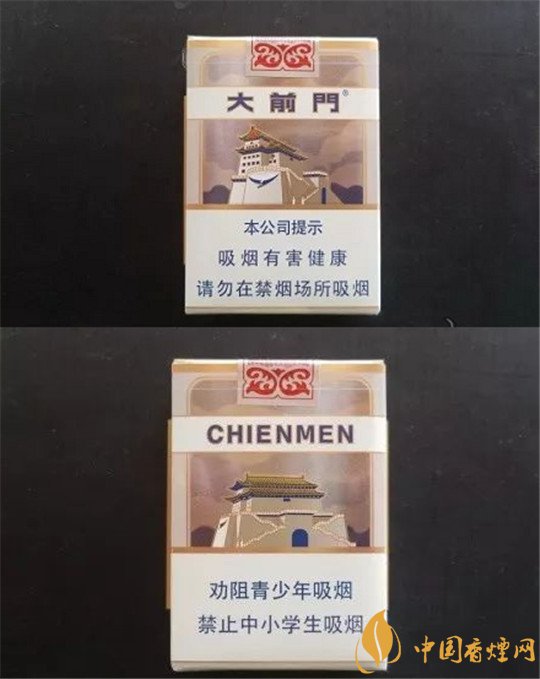 大前門®
本公司提示
吸烟有害健康
请勿在禁烟场所吸烟
CHIENMEN
劝阻青少年吸烟
禁止中小学生吸烟
中国香煙网